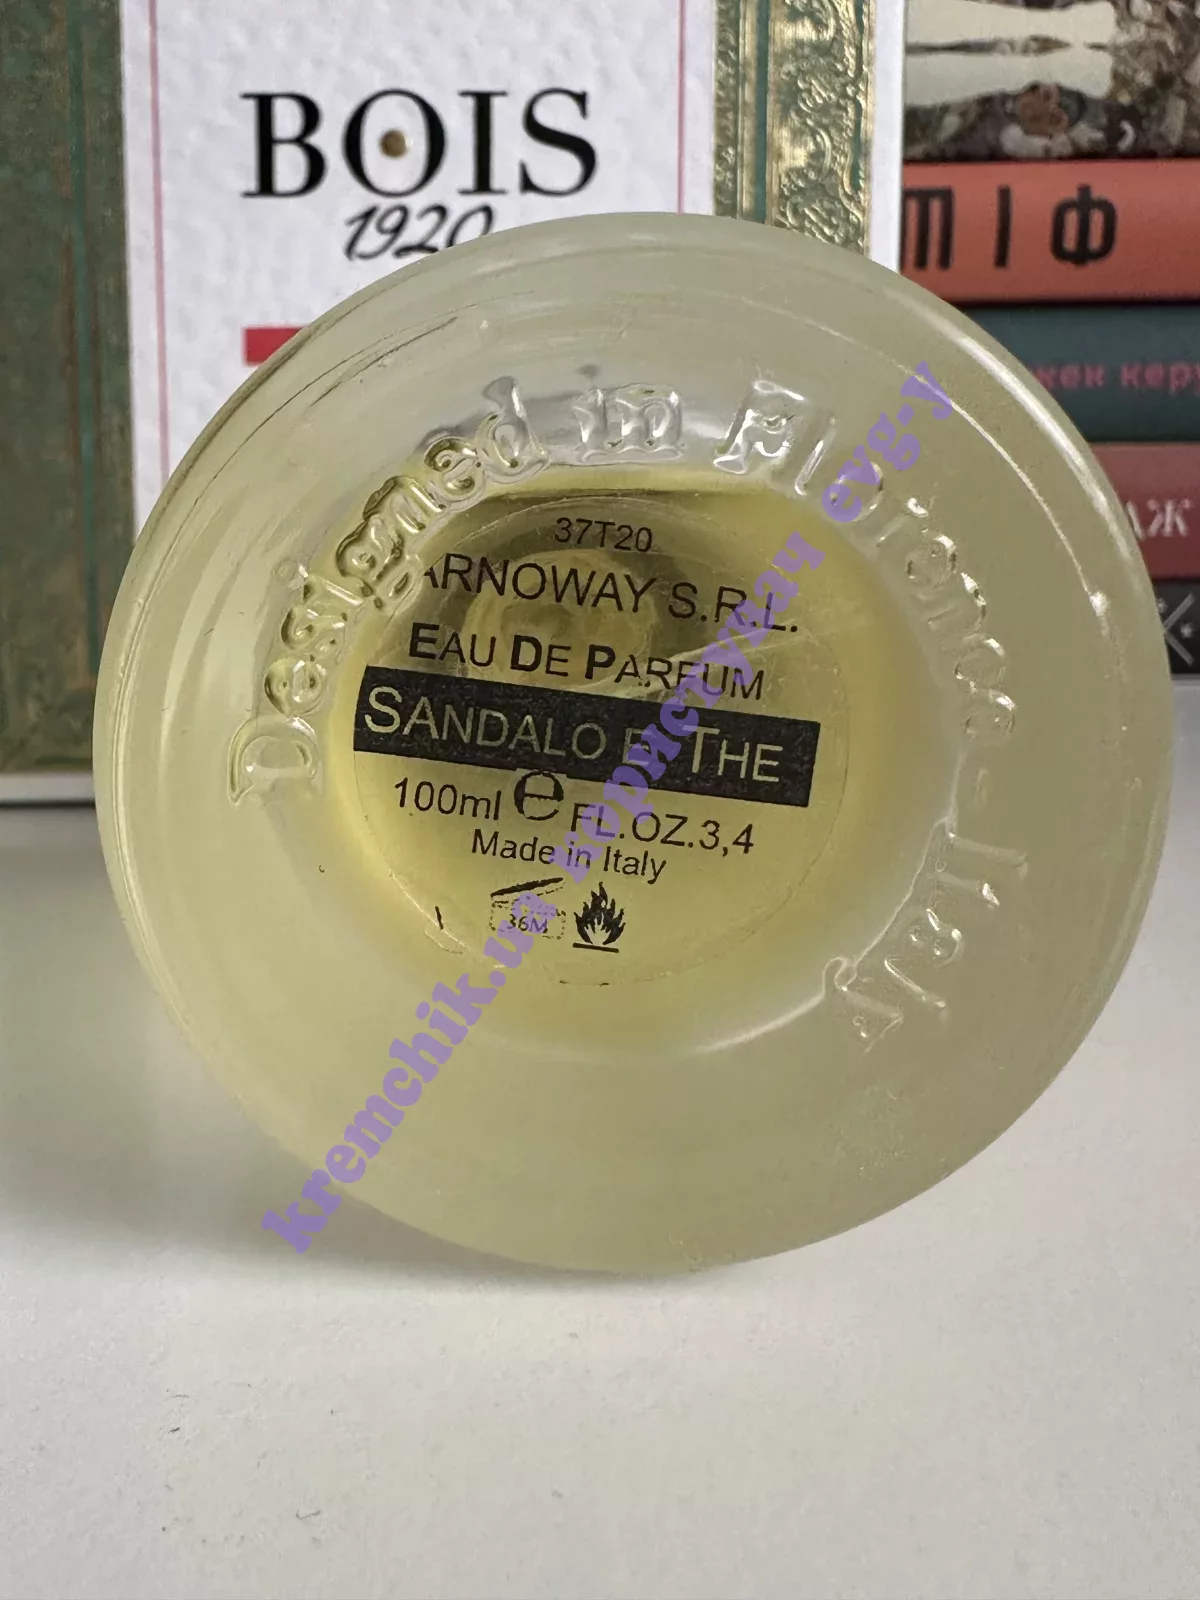 BOIS
1920
МІФ
жек керу
Designed in Florence - Italy
37T20
ARNOWAY S.R.L.
EAU DE PARFUM
SANDALO E THE
100ml e FL.OZ.3,4
Made in Italy
36M
kremchik.ua користувач evg-y